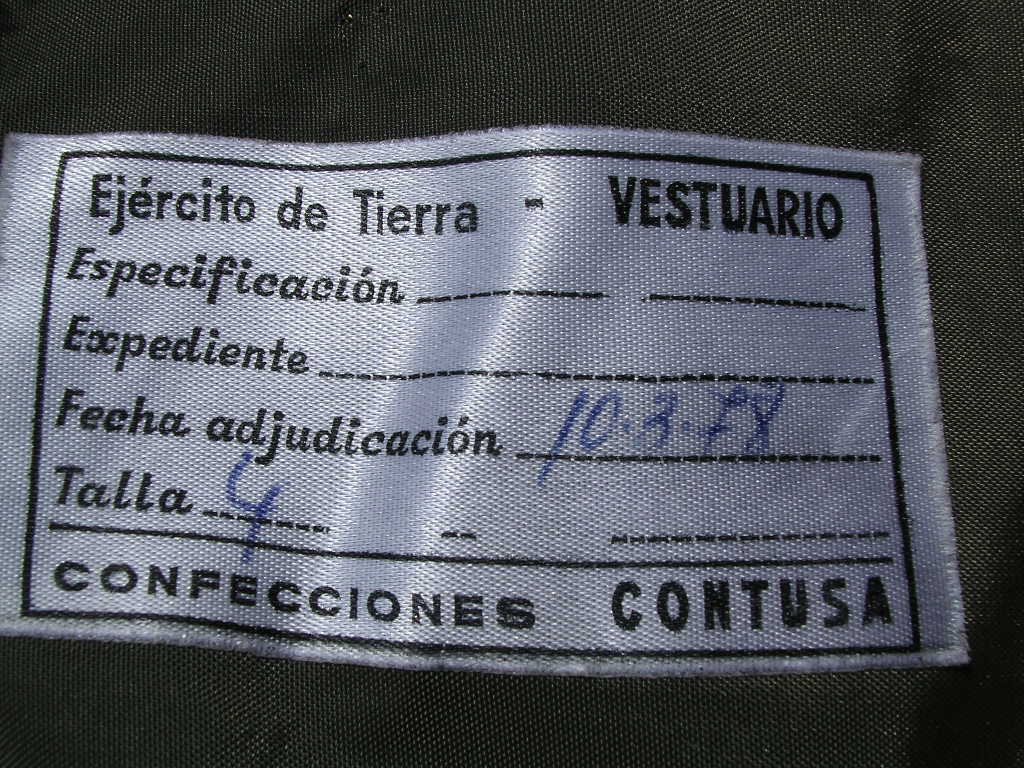 Ejército de Tierra - VESTUARIO
Especificación
Expediente
Fecha adjudicación 10.3.78
Talla 4
CONFECCIONES CONTUSA